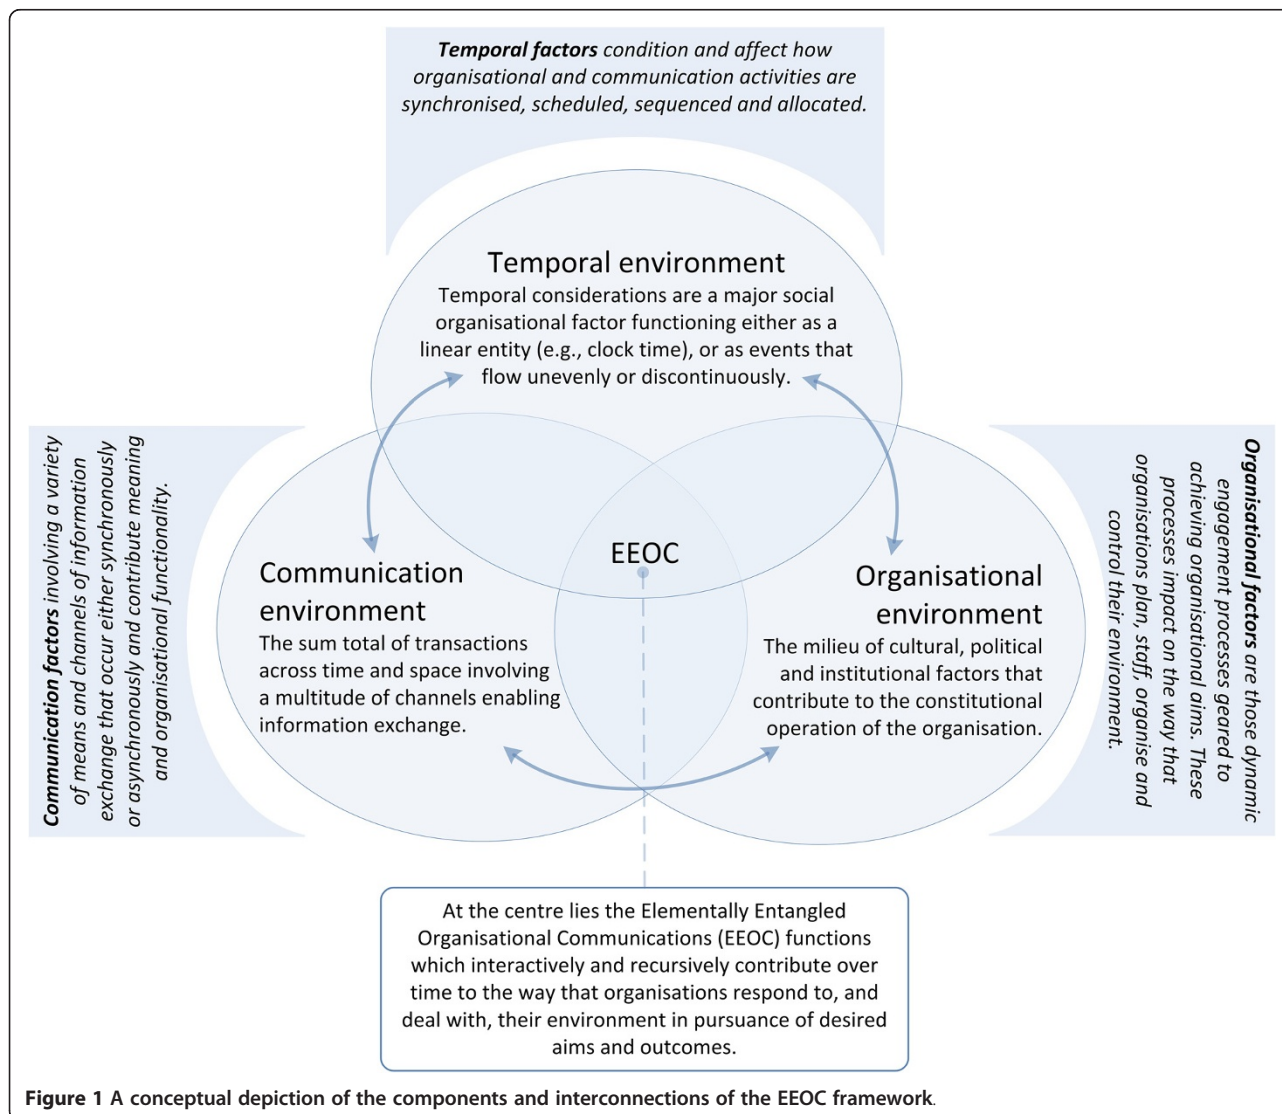 Temporal factors condition and affect how
organisational and communication activities are
synchronised, scheduled, sequenced and allocated.
Temporal environment
Temporal considerations are a major social
organisational factor functioning either as a
linear entity (e.g., clock time), or as events that
flow unevenly or discontinuously.
Communication factors involving a variety
of means and channels of information
exchange that occur either synchronously
or asynchronously and contribute meaning
and organisational functionality.
EEOC
Communication
environment
The sum total of transactions
across time and space involving
a multitude of channels enabling
information exchange.
Organisational
environment
The milieu of cultural, political
and institutional factors that
contribute to the constitutional
operation of the organisation.
Organisational factors are those dynamic
engagement processes geared to
achieving organisational aims. These
processes impact on the way that
organisations plan, staff, organise and
control their environment.
At the centre lies the Elementally Entangled
Organisational Communications (EEOC) functions
which interactively and recursively contribute over
time to the way that organisations respond to, and
deal with, their environment in pursuance of desired
aims and outcomes.
Figure 1 A conceptual depiction of the components and interconnections of the EEOC framework.